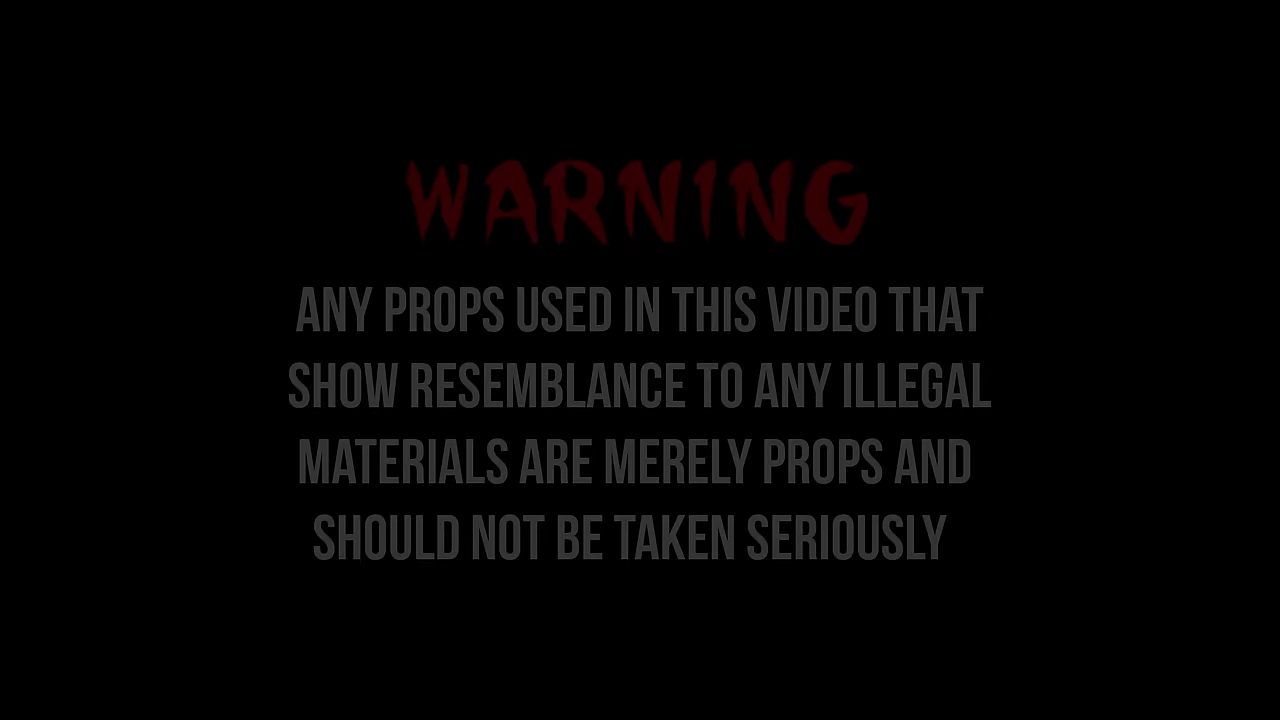 WARNING
ANY PROPS USED IN THIS VIDEO THAT
SHOW RESEMBLANCE TO ANY ILLEGAL
MATERIALS ARE MERELY PROPS AND
SHOULD NOT BE TAKEN SERIOUSLY